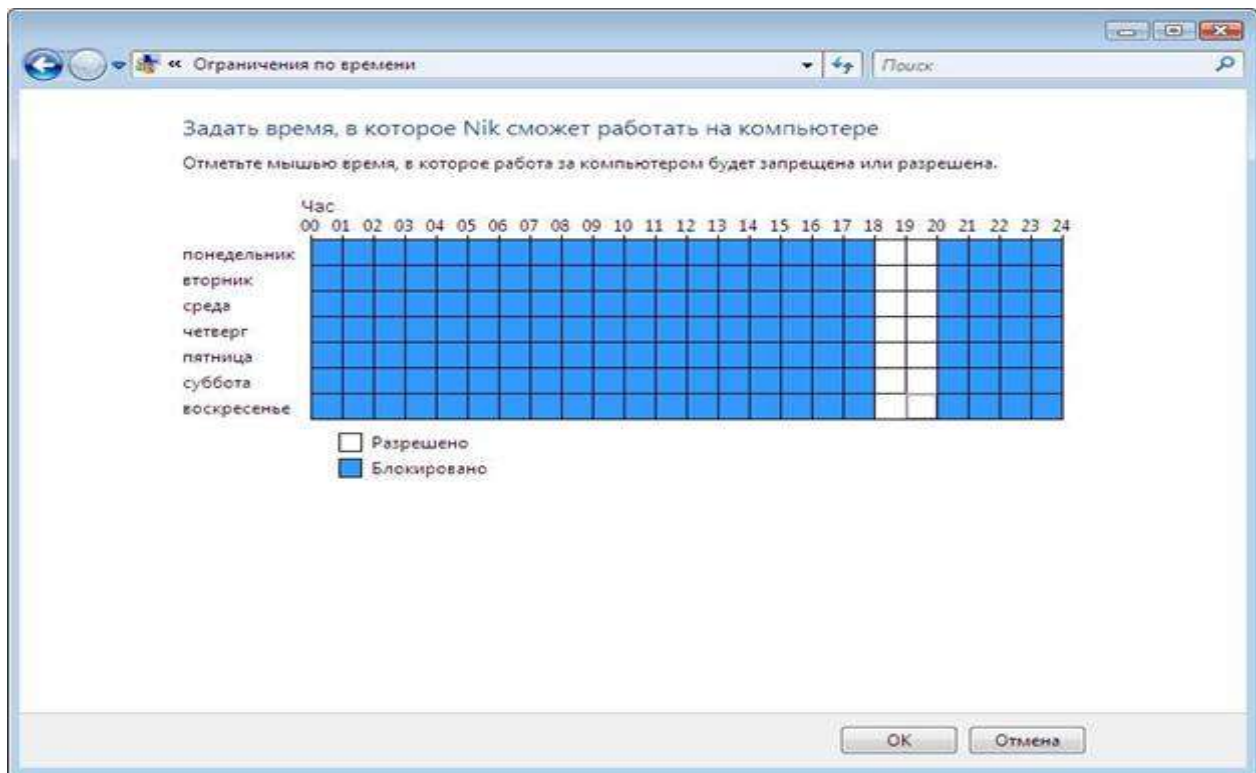 « Ограничения по времени
Поиск
Задать время, в которое Nik сможет работать на компьютере
Отметьте мышью время, в которое работа за компьютером будет запрещена или разрешена.
Час
00 01 02 03 04 05 06 07 08 09 10 11 12 13 14 15 16 17 18 19 20 21 22 23 24
понедельник
вторник
среда
четверг
пятница
суббота
воскресенье
Разрешено
Блокировано
ОК Отмена